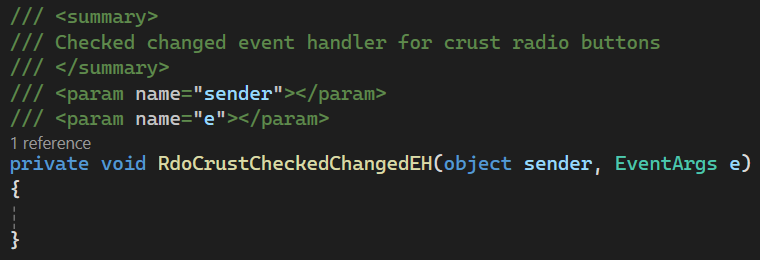 /// <summary>
/// Checked changed event handler for crust radio buttons
/// </summary>
/// <param name="sender"></param>
/// <param name="e"></param>
1 reference
private void RdoCrustCheckedChangedEH(object sender, EventArgs e)
{
}